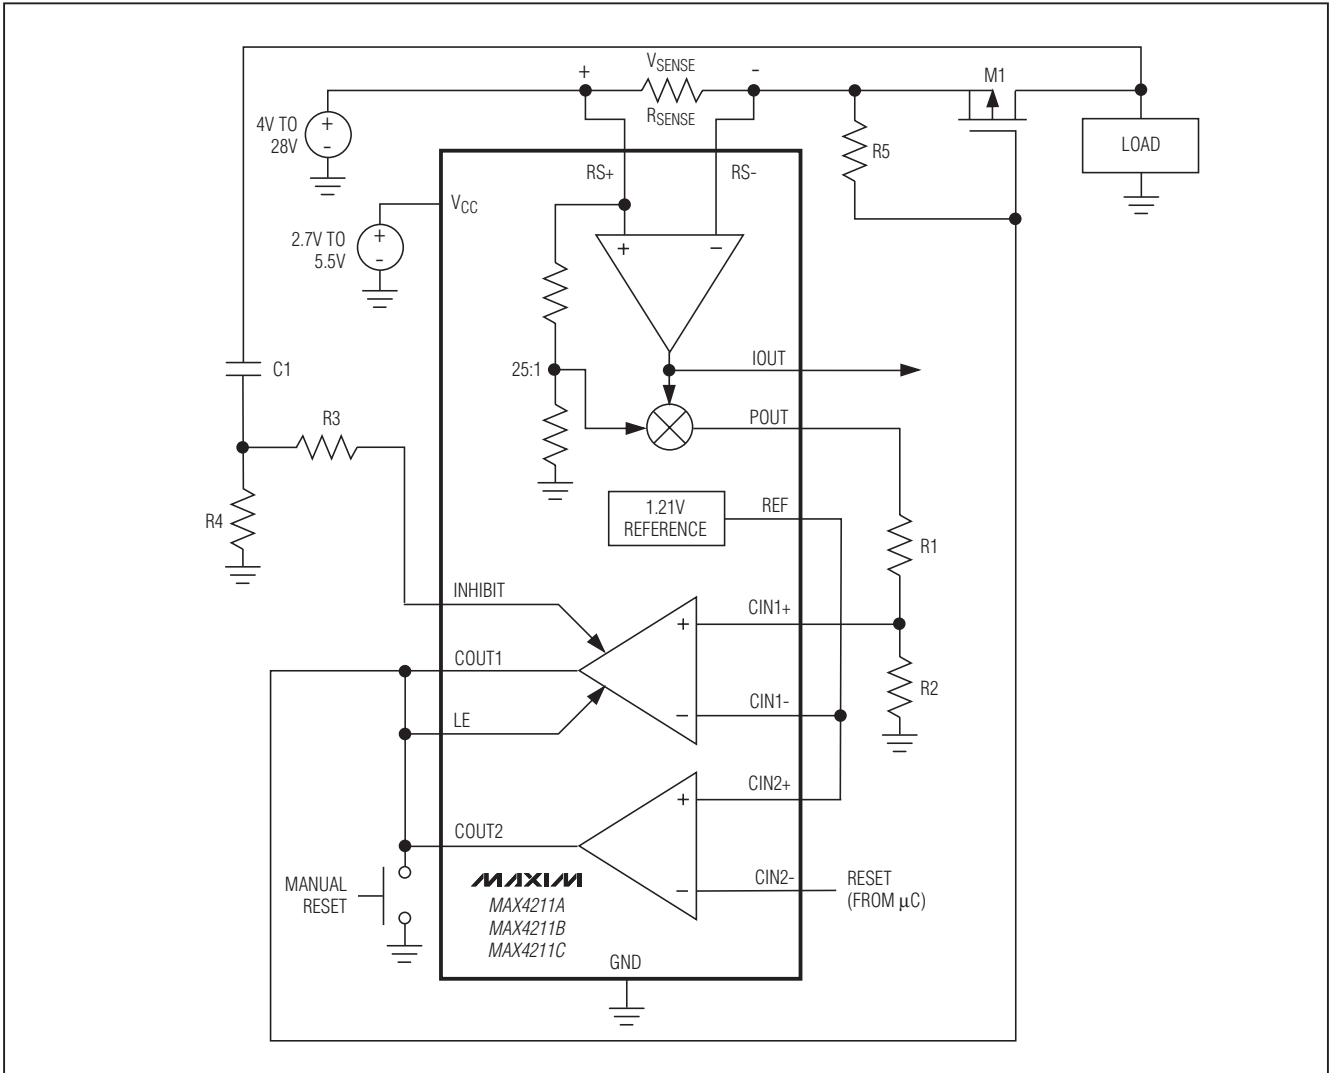 +
VSENSE
-
M1
RSENSE
4V TO
28V
+
-
R5
LOAD
RS+
RS-
VCC
2.7V TO
5.5V
+
-
+
−
C1
25:1
IOUT
POUT
R3
R4
1.21V
REFERENCE
REF
R1
INHIBIT
CIN1+
+
COUT1
R2
CIN1-
−
LE
CIN2+
+
COUT2
MANUAL
RESET
MAXIM
MAX4211A
MAX4211B
MAX4211C
CIN2-
−
RESET
(FROM µC)
GND